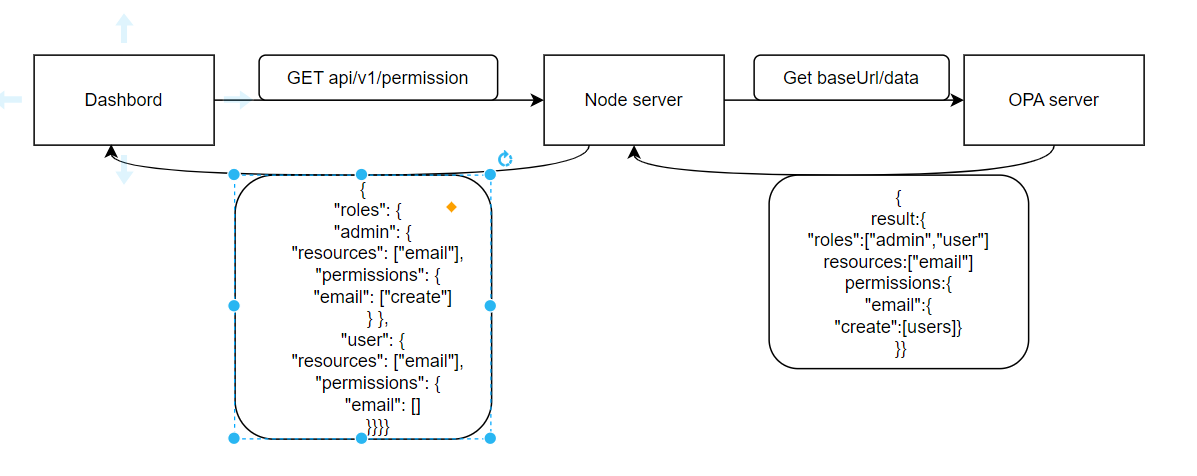 Dashbord
GET api/v1/permission
Node server
Get baseUrl/data
OPA server
{
"roles": {
"admin": {
"resources": ["email"],
"permissions": {
"email": ["create"]
} },
"user": {
"resources": ["email"],
"permissions": {
"email": []
}}}}
{
result:{
"roles":["admin","user"]
resources:["email"]
permissions:{
"email":{
"create":[users]}
}}